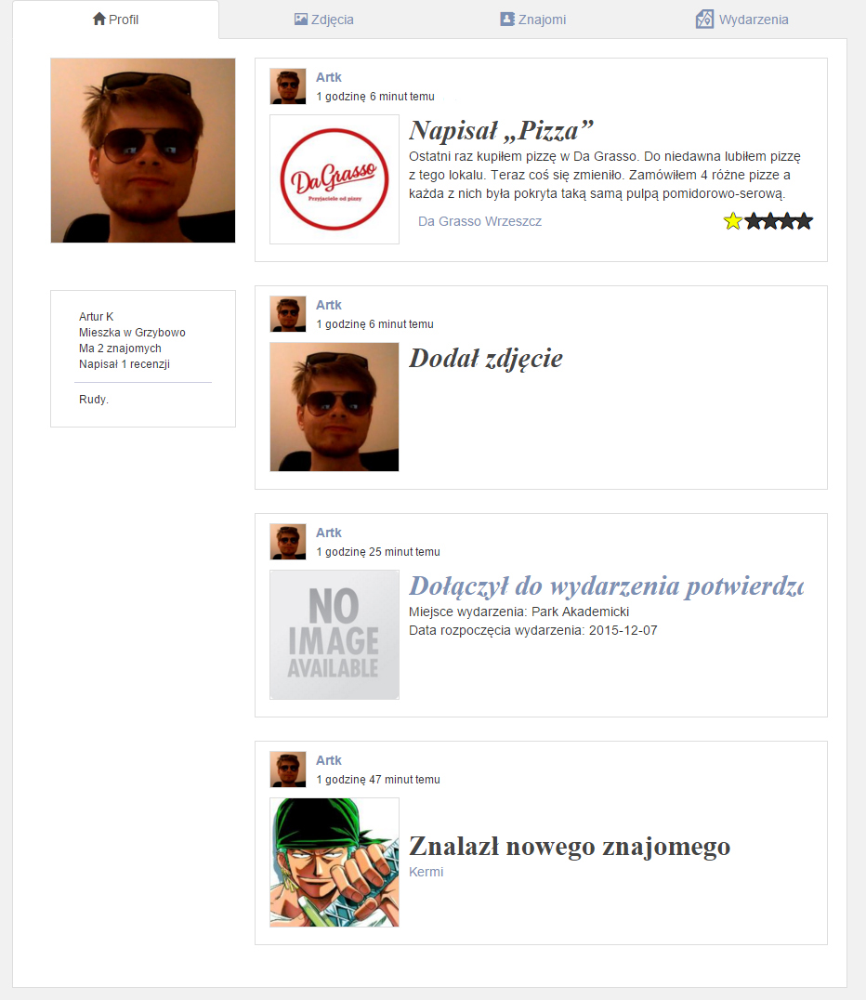 Profil
Zdjęcia
Znajomi
Wydarzenia
Artk
1 godzinę 6 minut temu
DaGrasso
Przyjaciele od pizzy
Napisał „Pizza”
Ostatni raz kupiłem pizzę w Da Grasso. Do niedawna lubiłem pizzę
z tego lokalu. Teraz coś się zmieniło. Zamówiłem 4 różne pizze a
każda z nich była pokryta taką samą pulpą pomidorowo-serową.
Da Grasso Wrzeszcz
Artur K
Mieszka w Grzybowo
Ma 2 znajomych
Napisał 1 recenzji
Rudy.
Artk
1 godzinę 6 minut temu
Dodał zdjęcie
Artk
1 godzinę 25 minut temu
NO
IMAGE
AVAILABLE
Dołączył do wydarzenia potwierdza
Miejsce wydarzenia: Park Akademicki
Data rozpoczęcia wydarzenia: 2015-12-07
Artk
1 godzinę 47 minut temu
Znalazł nowego znajomego
Kermi